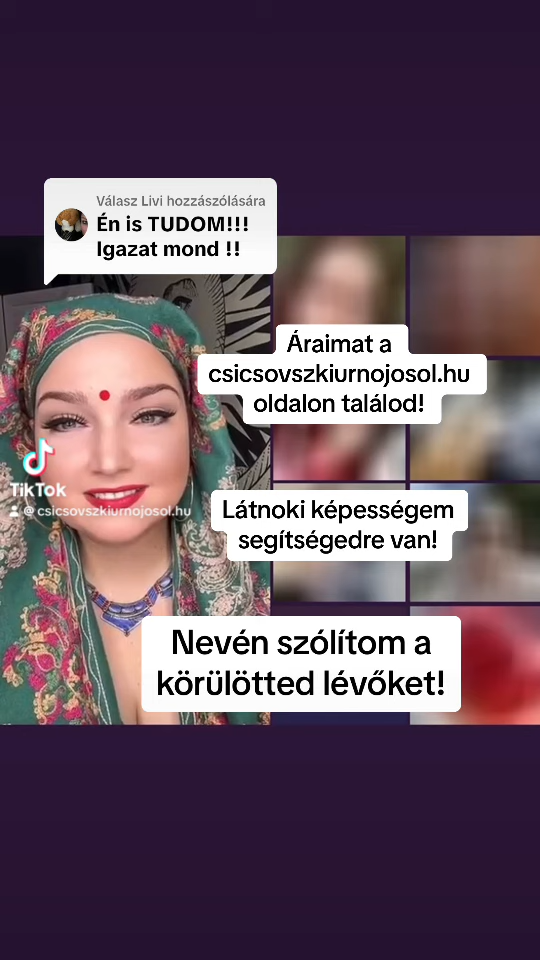 Válasz Livi hozzászólására
Én is TUDOM!!!
Igazat mond !!
Áraimat a
csicsovszkiurnojosol.hu
oldalon találod!
TikTok
@csicsovszkiurnojosol.hu
Látnoki képességem
segítségedre van!
Nevén szólítom a
körülötted lévőket!